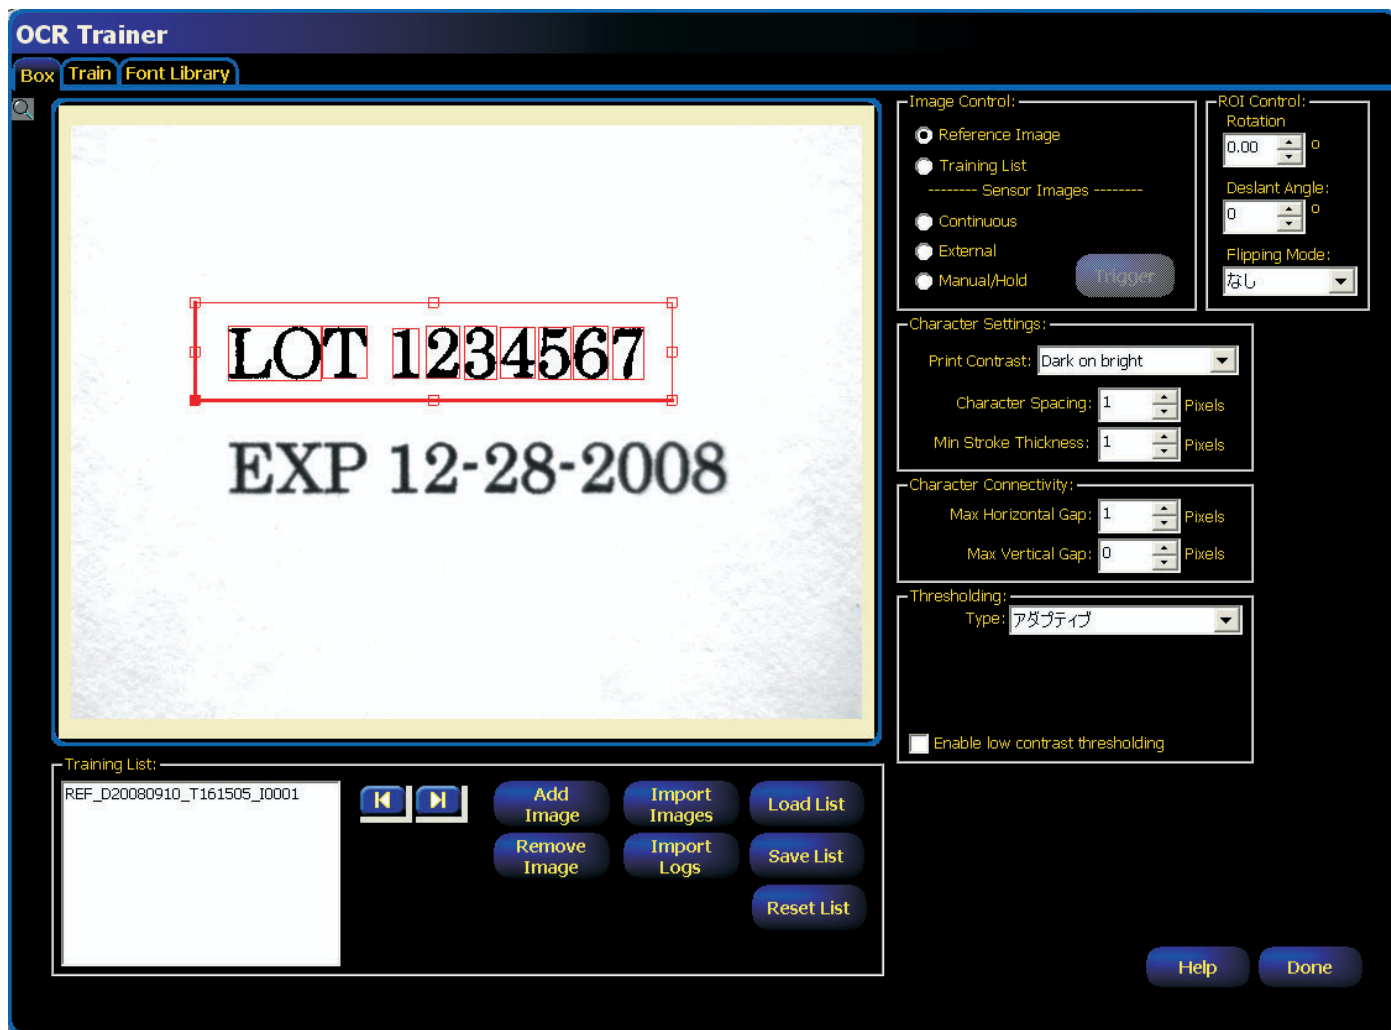 OCR Trainer
Box Train Font Library
LOT 1234567
EXP 12-28-2008
Image Control:
Reference Image
Training List
-------- Sensor Images --------
Continuous
External
Manual/Hold
Trigger
ROI Control:
Rotation
0.00 °
Deslant Angle:
0 °
Flipping Mode:
なし
Character Settings:
Print Contrast: Dark on bright
Character Spacing: 1 Pixels
Min Stroke Thickness: 1 Pixels
Character Connectivity:
Max Horizontal Gap: 1 Pixels
Max Vertical Gap: 0 Pixels
Thresholding:
Type: アダプティブ
Enable low contrast thresholding
Training List:
REF_D20080910_T161505_I0001
Add Image
Import Images
Load List
Remove Image
Import Logs
Save List
Reset List
Help
Done